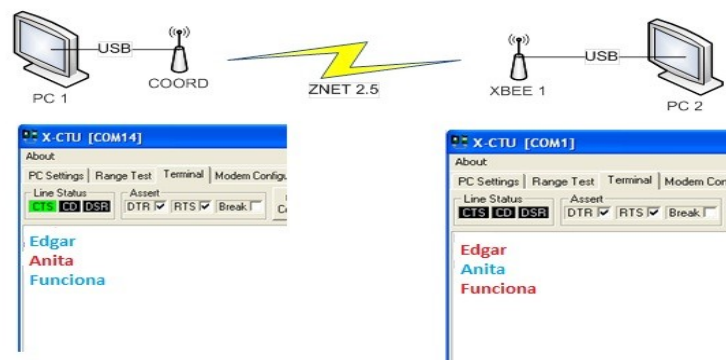 USB
USB
COORD
ZNET 2.5
XBEE 1
PC 1
PC 2
X-CTU [COM14]
About
PC Settings Range Test Terminal Modem Configu
Line Status
Assert
CTS CD DSR DTR RTS Break
Edgar
Anita
Funciona
X-CTU [COM1]
About
PC Settings Range Test Terminal Modem Con
Line Status
Assert
CTS CD DSR DTR RTS Break
Edgar
Anita
Funciona